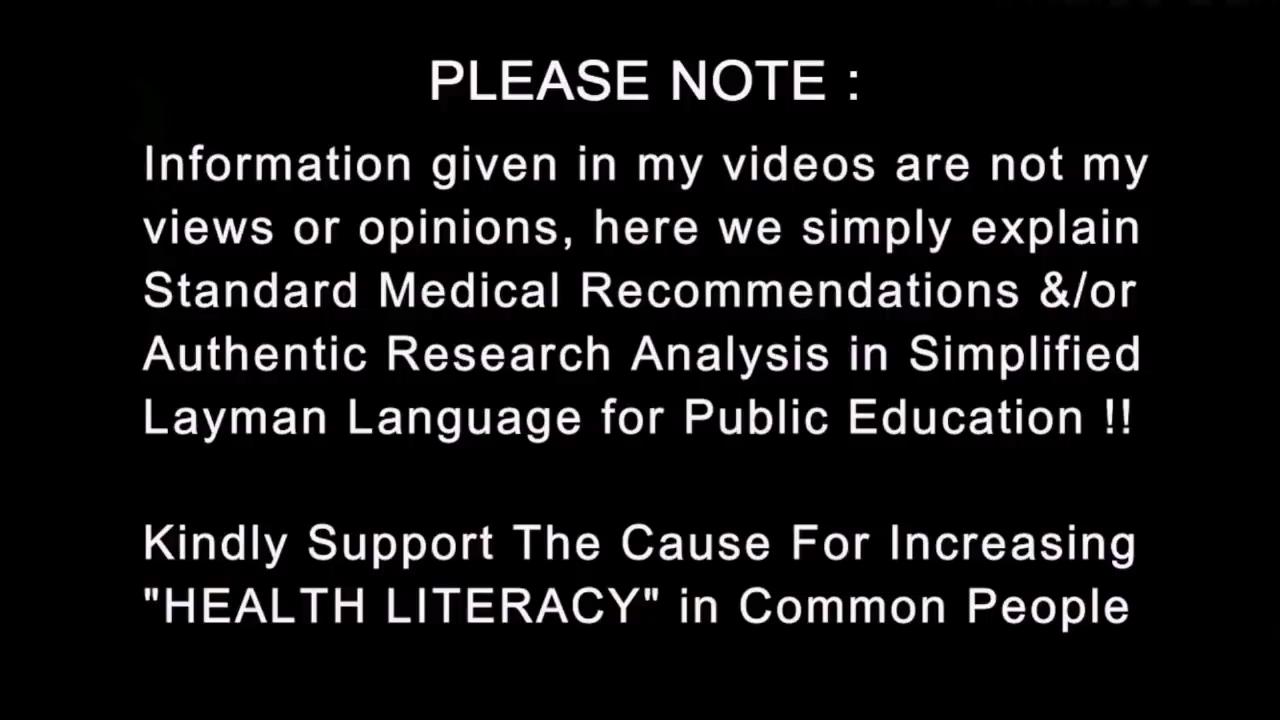 PLEASE NOTE :
Information given in my videos are not my
views or opinions, here we simply explain
Standard Medical Recommendations &/or
Authentic Research Analysis in Simplified
Layman Language for Public Education !!
Kindly Support The Cause For Increasing
"HEALTH LITERACY" in Common People